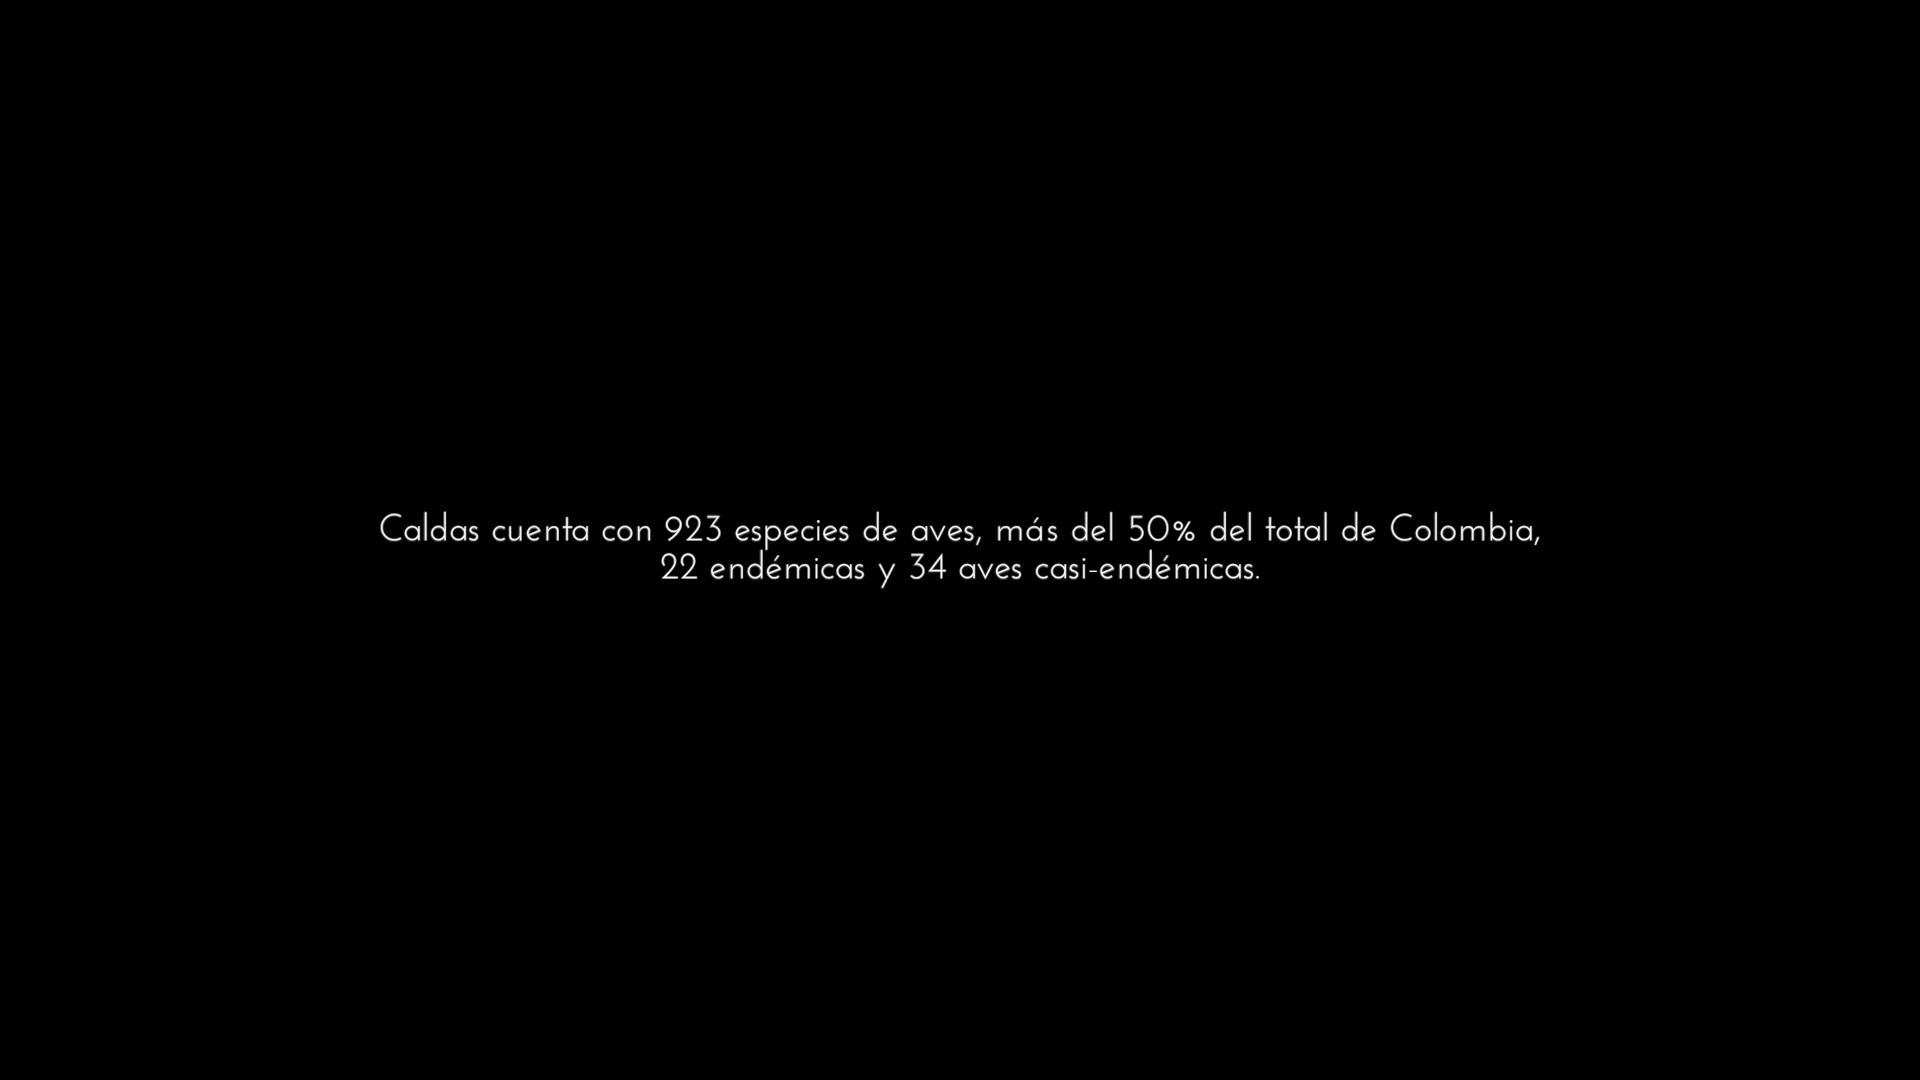 Caldas cuenta con 923 especies de aves, más del 50% del total de Colombia,
22 endémicas y 34 aves casi-endémicas.